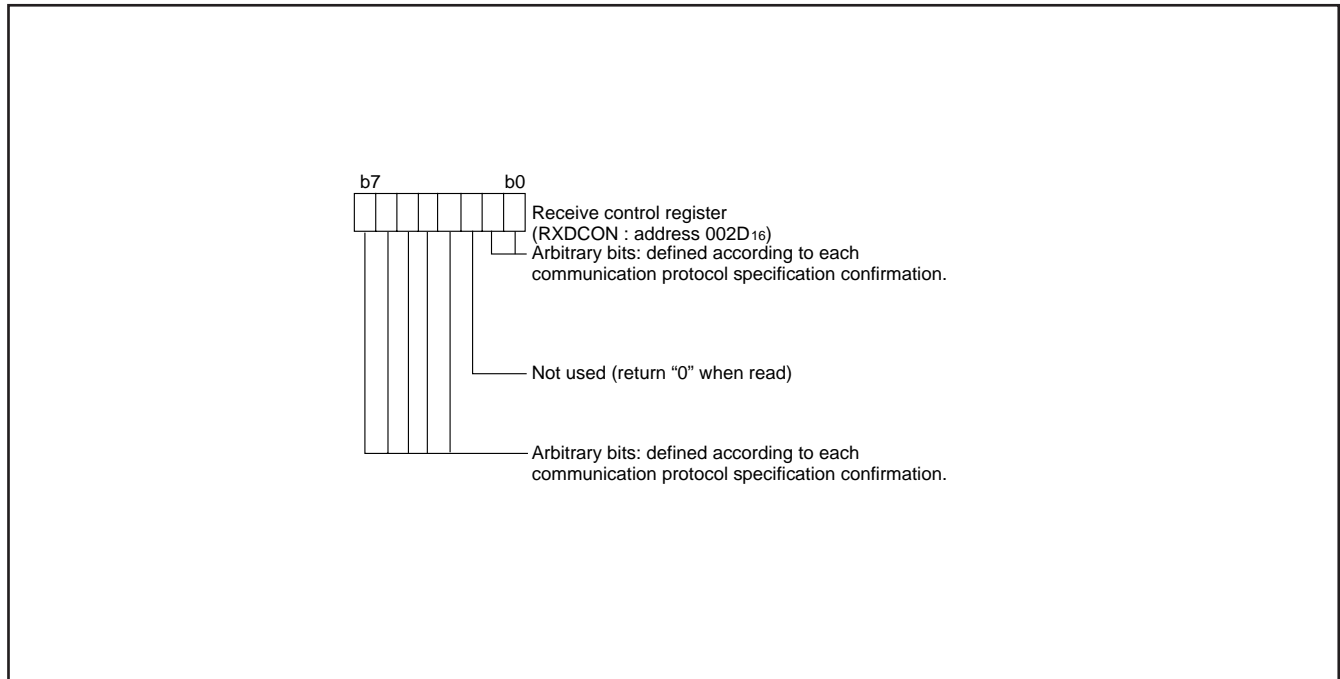 b7 b0
Receive control register
(RXDCON : address 002D16)
Arbitrary bits: defined according to each
communication protocol specification confirmation.
Not used (return “0” when read)
Arbitrary bits: defined according to each
communication protocol specification confirmation.